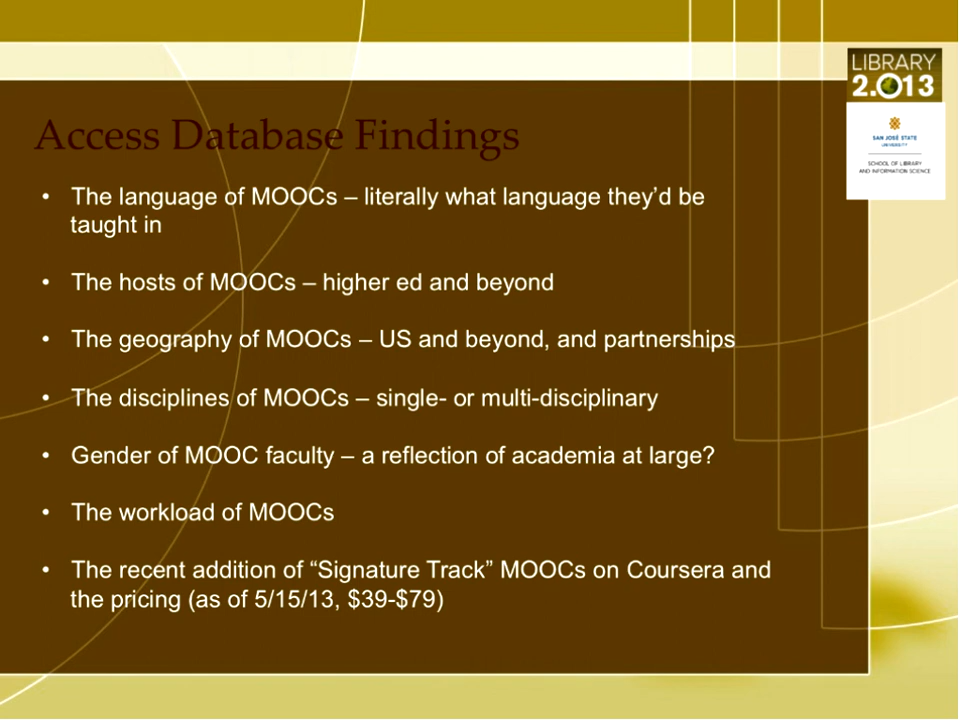 LIBRARY
2.013
SAN JOSÉ STATE
UNIVERSITY
SCHOOL OF LIBRARY
AND INFORMATION SCIENCE
Access Database Findings
• The language of MOOCs – literally what language they’d be
taught in
• The hosts of MOOCs – higher ed and beyond
• The geography of MOOCs – US and beyond, and partnerships
• The disciplines of MOOCs – single- or multi-disciplinary
• Gender of MOOC faculty – a reflection of academia at large?
• The workload of MOOCs
• The recent addition of “Signature Track” MOOCs on Coursera and
the pricing (as of 5/15/13, $39-$79)